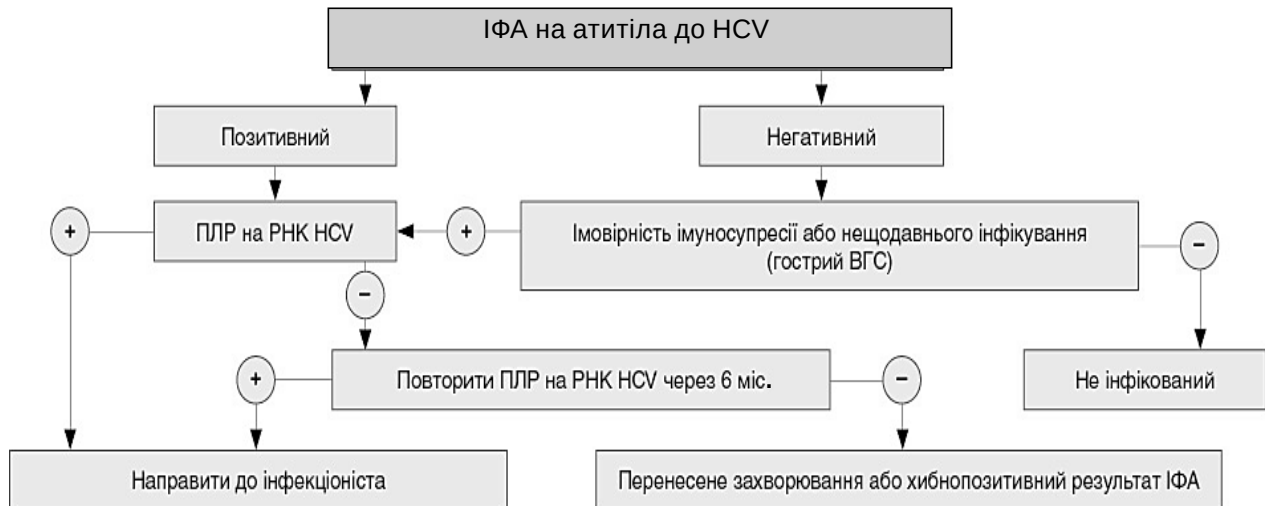 ІФА на атитіла до HCV
Позитивний
Негативний
+
ПЛР на РНК HCV
+
Імовірність імуносупресії або нещодавнього інфікування
(гострий ВГС)
−
−
+
Повторити ПЛР на РНК HCV через 6 міс.
−
Не інфікований
Направити до інфекціоніста
Перенесене захворювання або хибнопозитивний результат ІФА